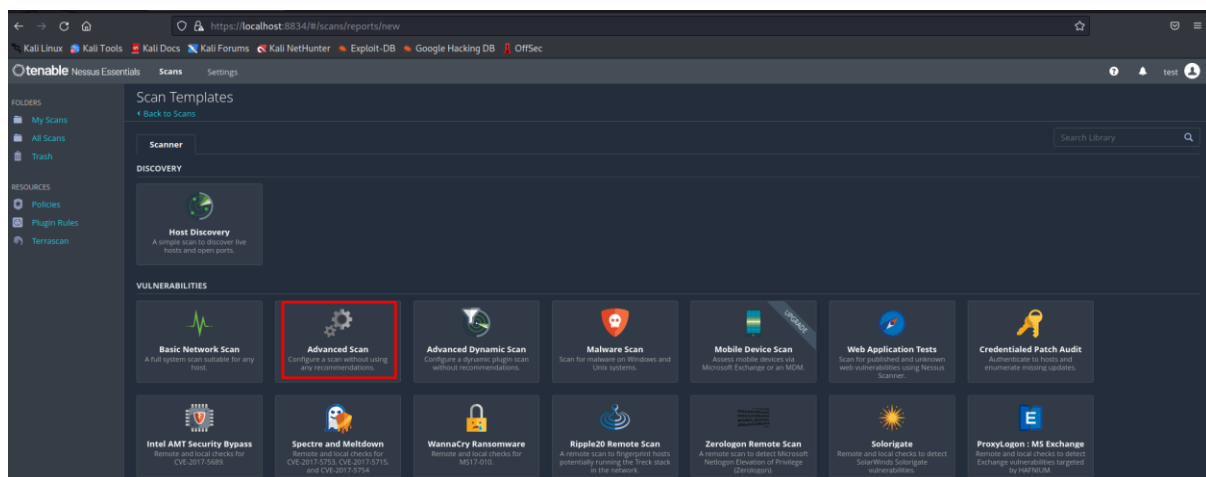 https://localhost:8834/#/scans/reports/new
Kali Linux Kali Tools Kali Docs Kali Forums Kali NetHunter Exploit-DB Google Hacking DB OffSec
tenable Nessus Essentials Scans Settings test
FOLDERS
My Scans
All Scans
Trash
RESOURCES
Policies
Plugin Rules
Terrascan
Scan Templates
Back to Scans
Scanner
Search Library
DISCOVERY
Host Discovery
A simple scan to discover live
hosts and open ports.
VULNERABILITIES
Basic Network Scan
A full system scan suitable for any
host.
Advanced Scan
Configure a scan without using
any recommendations.
Advanced Dynamic Scan
Configure a dynamic plugin scan
without recommendations.
Malware Scan
Scan for malware on Windows and
Unix systems.
UPGRADE
Mobile Device Scan
Assess mobile devices via
Microsoft Exchange or an MDM.
Web Application Tests
Scan for published and unknown
web vulnerabilities using Nessus
Scanner.
Credentialed Patch Audit
Authenticate to hosts and
enumerate missing updates.
Intel AMT Security Bypass
Remote and local checks for
CVE-2017-5689.
Spectre and Meltdown
Remote and local checks for
CVE-2017-5753, CVE-2017-5715,
and CVE-2017-5754
WannaCry Ransomware
Remote and local checks for
MS17-010.
Ripple20 Remote Scan
A remote scan to fingerprint hosts
potentially running the Treck stack
in the network.
Zerologon Remote Scan
A remote scan to detect Microsoft
Netlogon Elevation of Privilege
(Zerologon).
Solorigate
Remote and local checks to detect
SolarWinds Solorigate
vulnerabilities.
ProxyLogon : MS Exchange
Remote and local checks to detect
Exchange vulnerabilities targeted
by HAFNIUM.